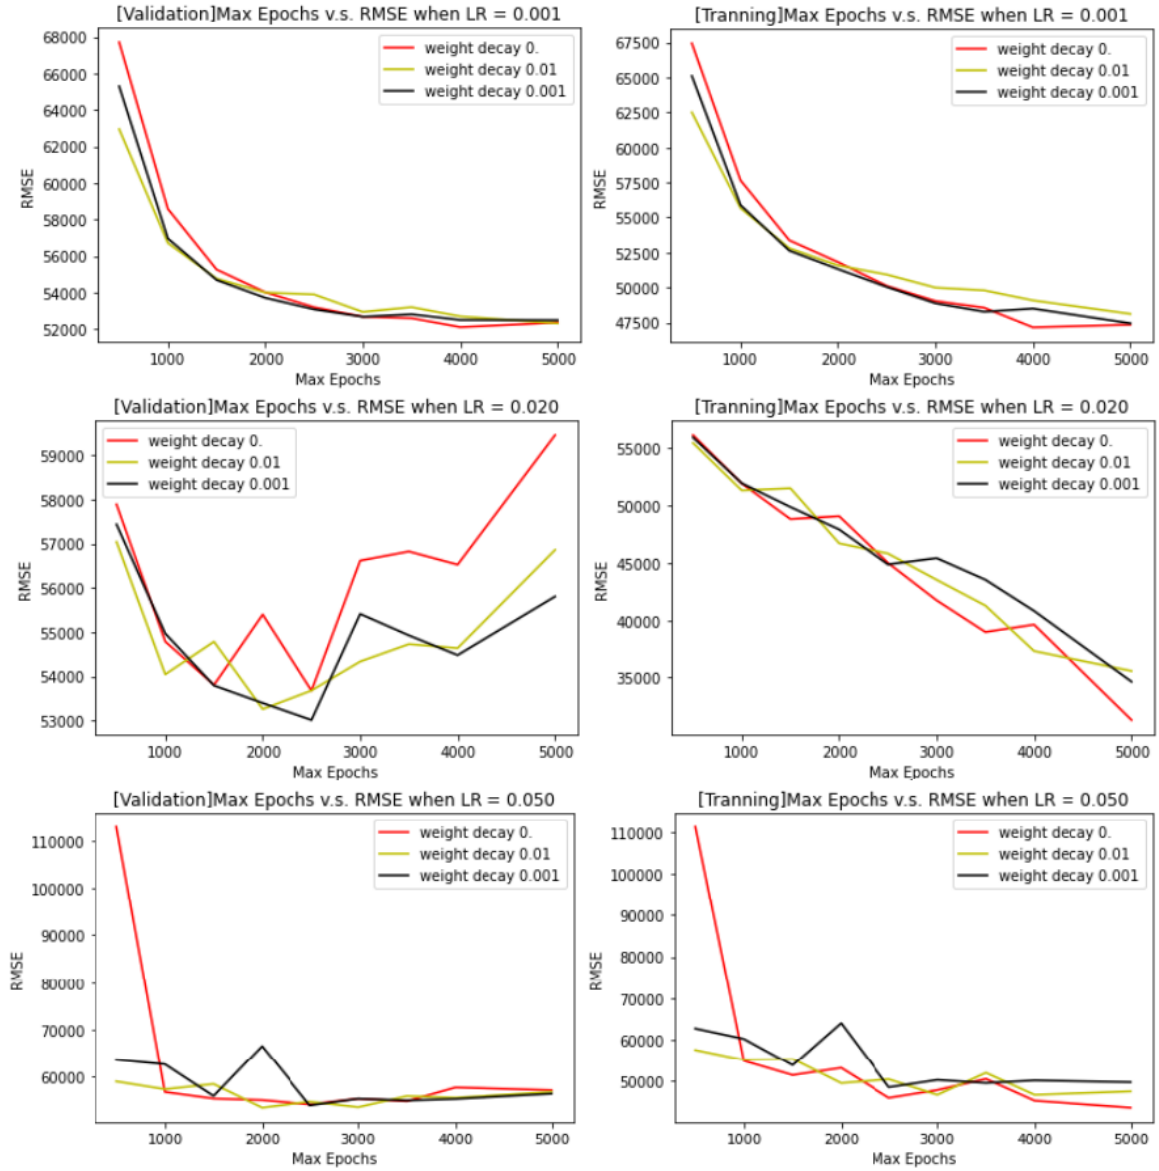 [Validation]Max Epochs v.s. RMSE when LR = 0.001
68000
66000
64000
62000
60000
58000
56000
54000
52000
RMSE
weight decay 0.
weight decay 0.01
weight decay 0.001
1000 2000 3000 4000 5000
Max Epochs
[Tranning]Max Epochs v.s. RMSE when LR = 0.001
67500
65000
62500
60000
57500
55000
52500
50000
47500
RMSE
weight decay 0.
weight decay 0.01
weight decay 0.001
1000 2000 3000 4000 5000
Max Epochs
[Validation]Max Epochs v.s. RMSE when LR = 0.020
59000
58000
57000
56000
55000
54000
53000
RMSE
weight decay 0.
weight decay 0.01
weight decay 0.001
1000 2000 3000 4000 5000
Max Epochs
[Tranning]Max Epochs v.s. RMSE when LR = 0.020
55000
50000
45000
40000
35000
RMSE
weight decay 0.
weight decay 0.01
weight decay 0.001
1000 2000 3000 4000 5000
Max Epochs
[Validation]Max Epochs v.s. RMSE when LR = 0.050
110000
100000
90000
80000
70000
60000
RMSE
weight decay 0.
weight decay 0.01
weight decay 0.001
1000 2000 3000 4000 5000
Max Epochs
[Tranning]Max Epochs v.s. RMSE when LR = 0.050
110000
100000
90000
80000
70000
60000
50000
RMSE
weight decay 0.
weight decay 0.01
weight decay 0.001
1000 2000 3000 4000 5000
Max Epochs